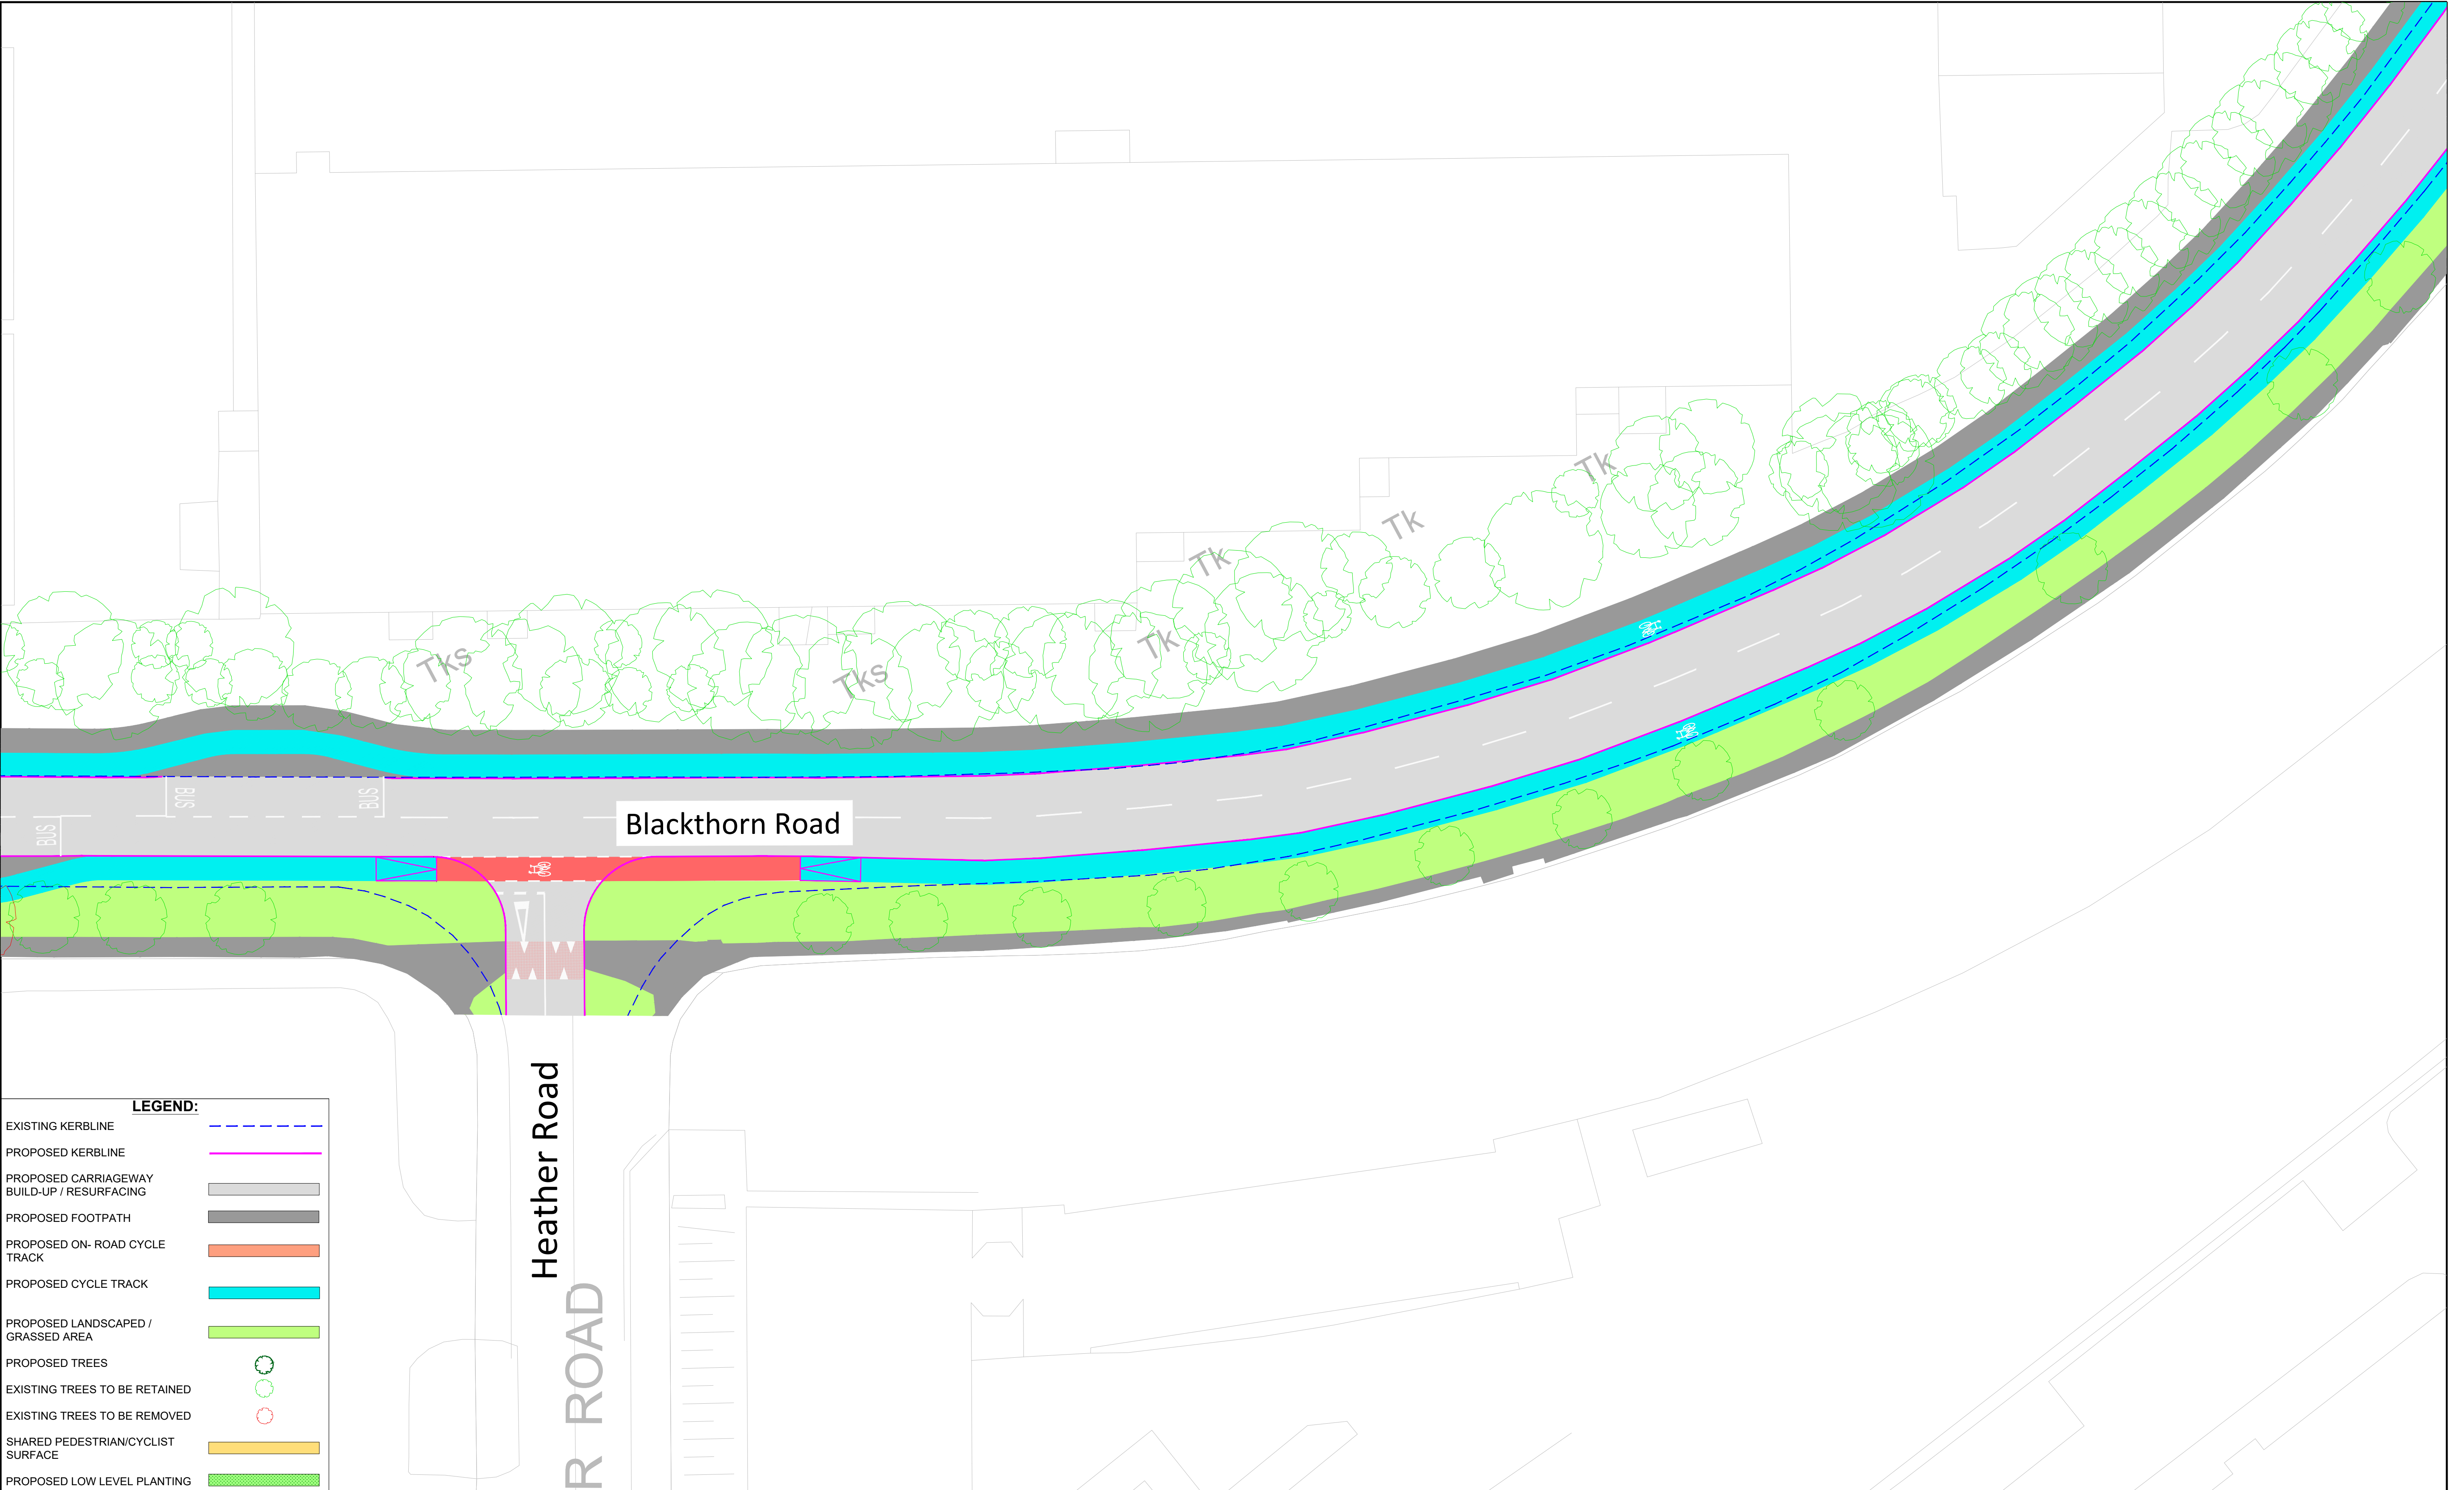 Tk
Tk
Tk
Tk
Tks
Tks
BUS
BUS
BUS
Blackthorn Road
Heather Road
R ROAD
LEGEND:
EXISTING KERBLINE
PROPOSED KERBLINE
PROPOSED CARRIAGEWAY
BUILD-UP / RESURFACING
PROPOSED FOOTPATH
PROPOSED ON- ROAD CYCLE
TRACK
PROPOSED CYCLE TRACK
PROPOSED LANDSCAPED /
GRASSED AREA
PROPOSED TREES
EXISTING TREES TO BE RETAINED
EXISTING TREES TO BE REMOVED
SHARED PEDESTRIAN/CYCLIST
SURFACE
PROPOSED LOW LEVEL PLANTING